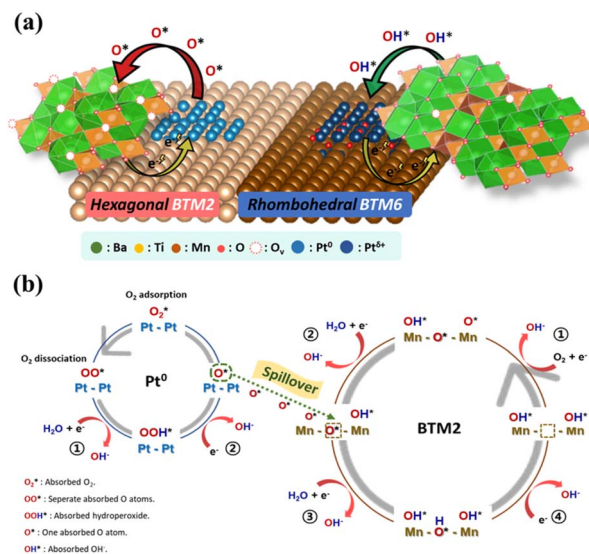 (a)
O* O* O* O*
OH* OH* OH*
e⁻ e⁻
e⁻ e⁻
Hexagonal BTM2
Rhombohedral BTM6
: Ba : Ti : Mn : O : Oᵥ : Pt⁰ : Ptᵟ⁺
(b)
O₂ adsorption
O₂*
Pt - Pt
O₂ dissociation
OO*
Pt - Pt
Pt⁰
O*
Pt - Pt
H₂O + e⁻
①
OH⁻
OOH*
Pt - Pt
②
OH⁻
e⁻
Spillover
O* O* O* O*
②
H₂O + e⁻
OH⁻
OH* O*
Mn - O* - Mn
①
OH⁻
O₂ + e⁻
OH*
Mn - O* - Mn
BTM2
OH* OH*
Mn - - Mn
H₂O + e⁻
③
OH⁻
OH* H OH*
Mn - O* - Mn
OH⁻
④
e⁻
O₂* : Absorbed O₂.
OO* : Seperate absorbed O atoms.
OOH* : Absorbed hydroperoxide.
O* : One absorbed O atom.
OH* : Abosorbed OH⁻.